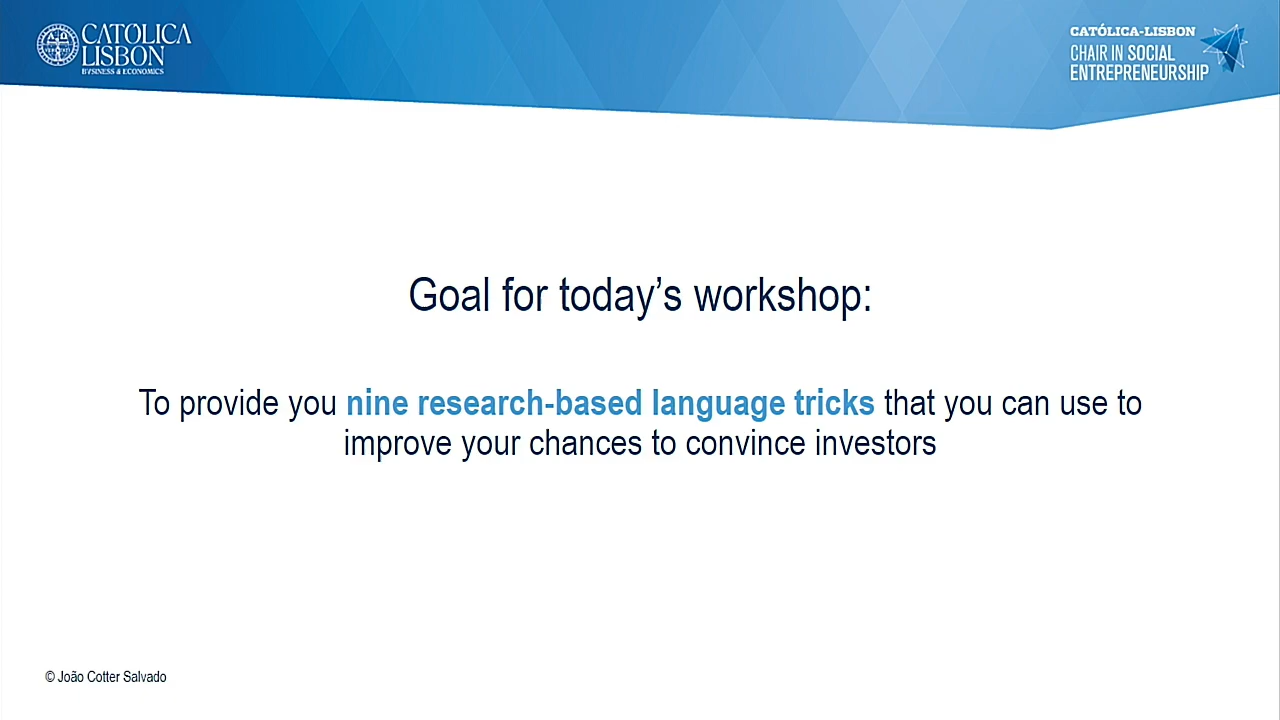 CATÓLICA
LISBON
BUSINESS & ECONOMICS
CATÓLICA-LISBON
CHAIR IN SOCIAL
ENTREPRENEURSHIP
Goal for today’s workshop:
To provide you nine research-based language tricks that you can use to
improve your chances to convince investors
© João Cotter Salvado